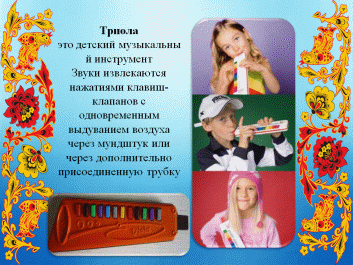 Триола
это детский музыкальны
й инструмент
Звуки извлекаются
нажатиями клавиш-
клапанов с
одновременным
выдуванием воздуха
через мундштук или
через дополнительно
присоединенную трубку